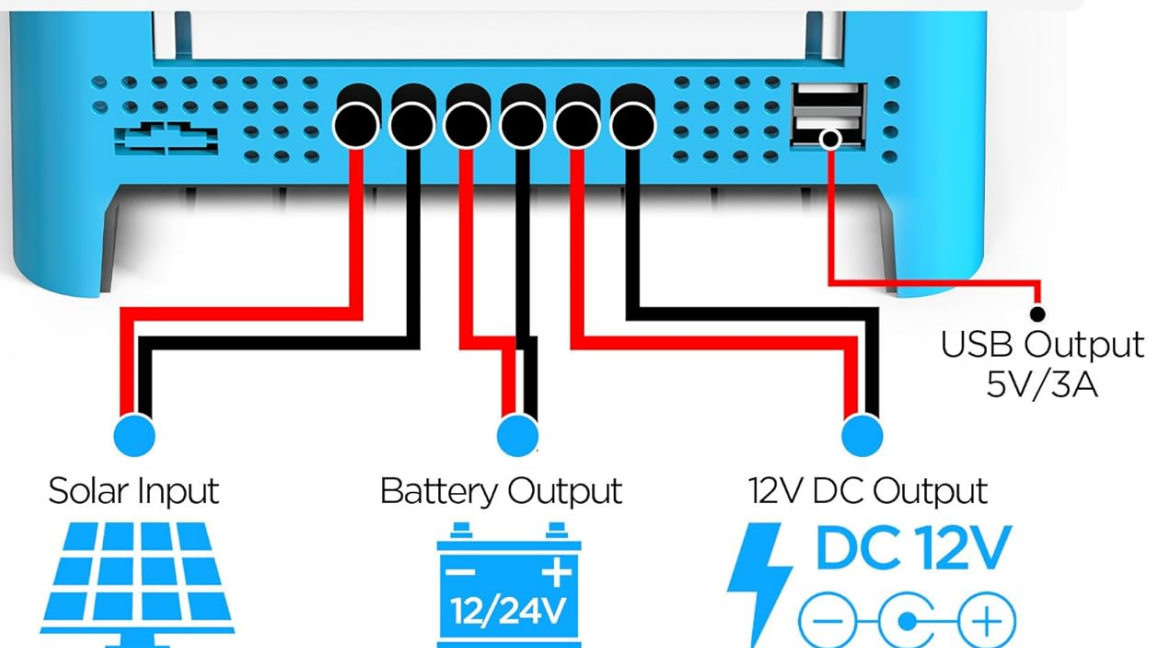 USB Output
5V/3A
Solar Input
Battery Output
12V DC Output
DC 12V
12/24V